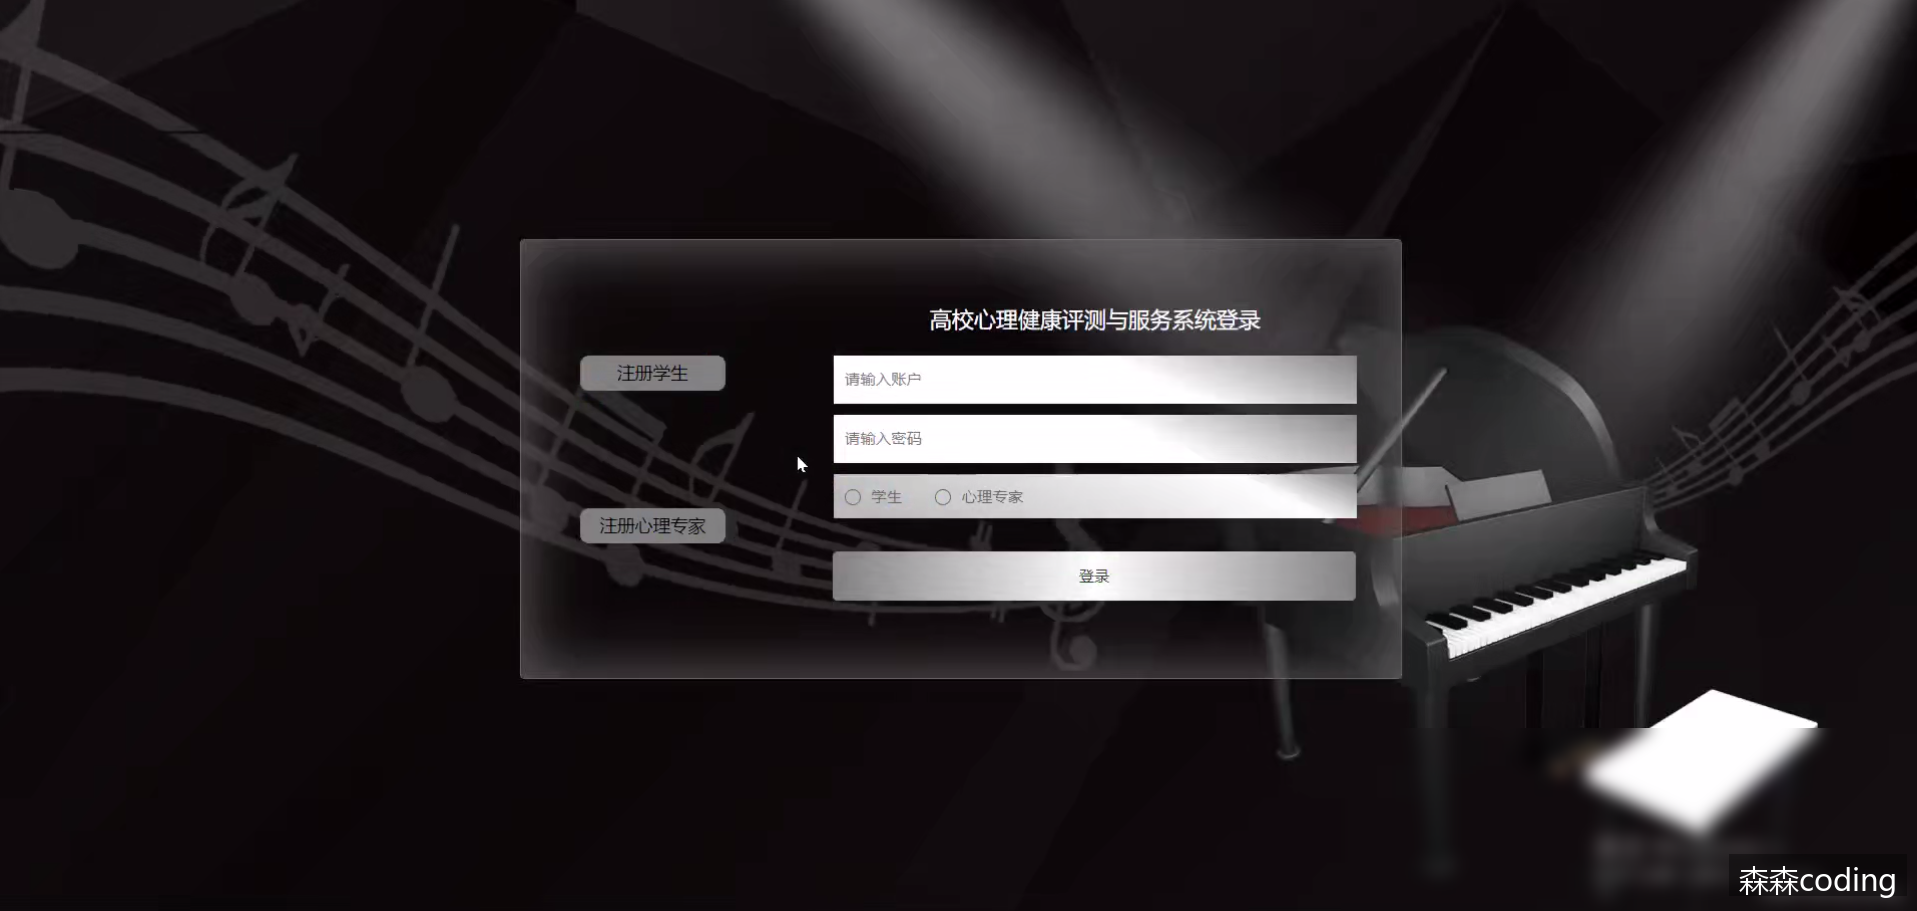 高校心理健康评测与服务系统登录
注册学生
请输入账户
请输入密码
学生
心理专家
注册心理专家
登录
森森coding